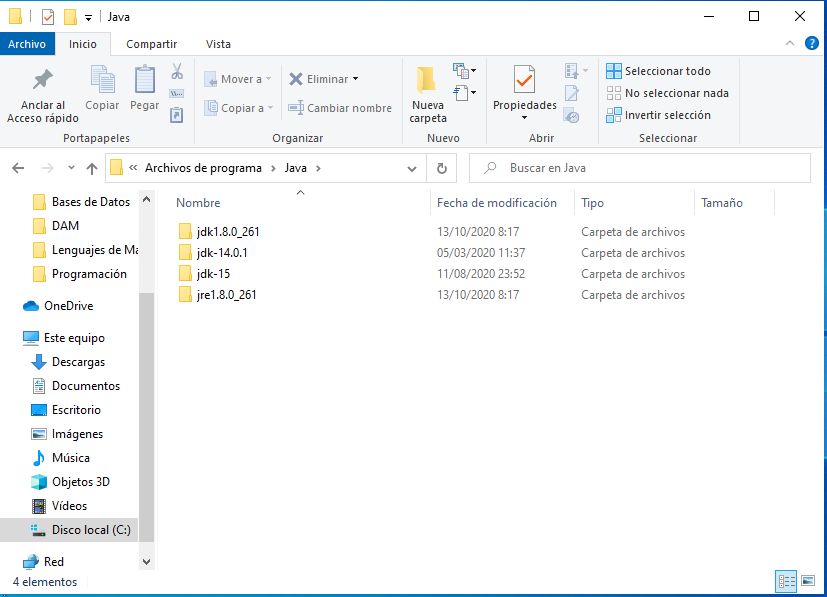 Java
Archivo Inicio Compartir Vista
Anclar al Acceso rápido
Copiar
Pegar
Portapapeles
Mover a
Copiar a
Eliminar
Cambiar nombre
Organizar
Nueva carpeta
Nuevo
Propiedades
Abrir
Seleccionar todo
No seleccionar nada
Invertir selección
Seleccionar
« Archivos de programa > Java >
Buscar en Java
Bases de Datos
DAM
Lenguajes de Ma
Programación
OneDrive
Este equipo
Descargas
Documentos
Escritorio
Imágenes
Música
Objetos 3D
Vídeos
Disco local (C:)
Red
Nombre Fecha de modificación Tipo Tamaño
jdk1.8.0_261 13/10/2020 8:17 Carpeta de archivos
jdk-14.0.1 05/03/2020 11:37 Carpeta de archivos
jdk-15 11/08/2020 23:52 Carpeta de archivos
jre1.8.0_261 13/10/2020 8:17 Carpeta de archivos
4 elementos